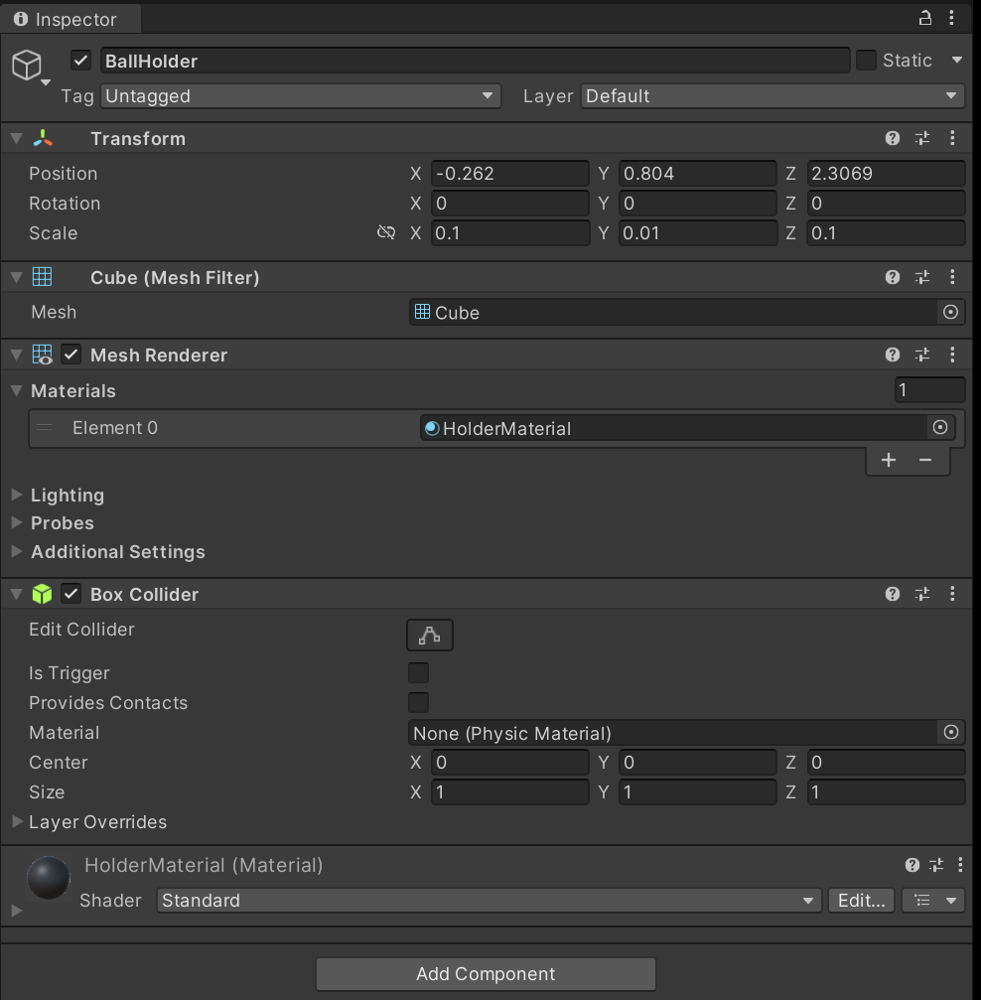 Inspector
BallHolder Static
Tag Untagged Layer Default
Transform
Position X -0.262 Y 0.804 Z 2.3069
Rotation X 0 Y 0 Z 0
Scale X 0.1 Y 0.01 Z 0.1
Cube (Mesh Filter)
Mesh Cube
Mesh Renderer
Materials 1
Element 0 HolderMaterial
Lighting
Probes
Additional Settings
Box Collider
Edit Collider
Is Trigger
Provides Contacts
Material None (Physic Material)
Center X 0 Y 0 Z 0
Size X 1 Y 1 Z 1
Layer Overrides
HolderMaterial (Material)
Shader Standard Edit...
Add Component